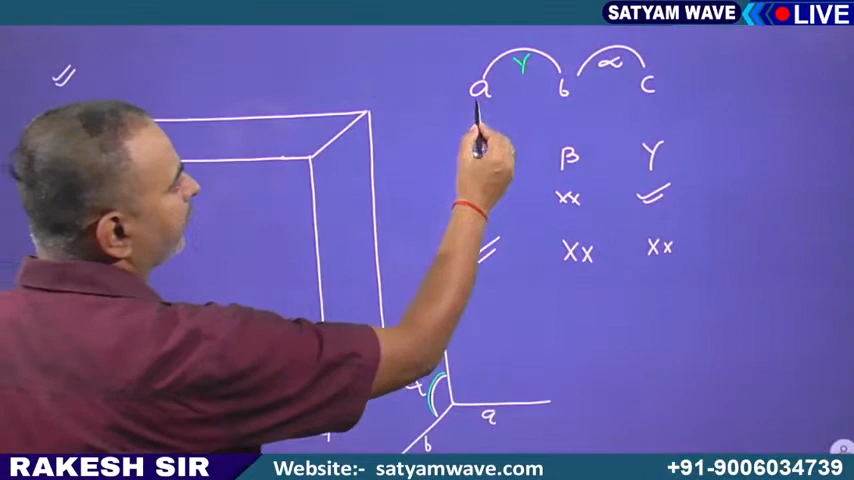 SATYAM WAVE LIVE
γ α
a b c
β γ
xx
Xx Xx
a
b
RAKESH SIR Website:- satyamwave.com +91-9006034739